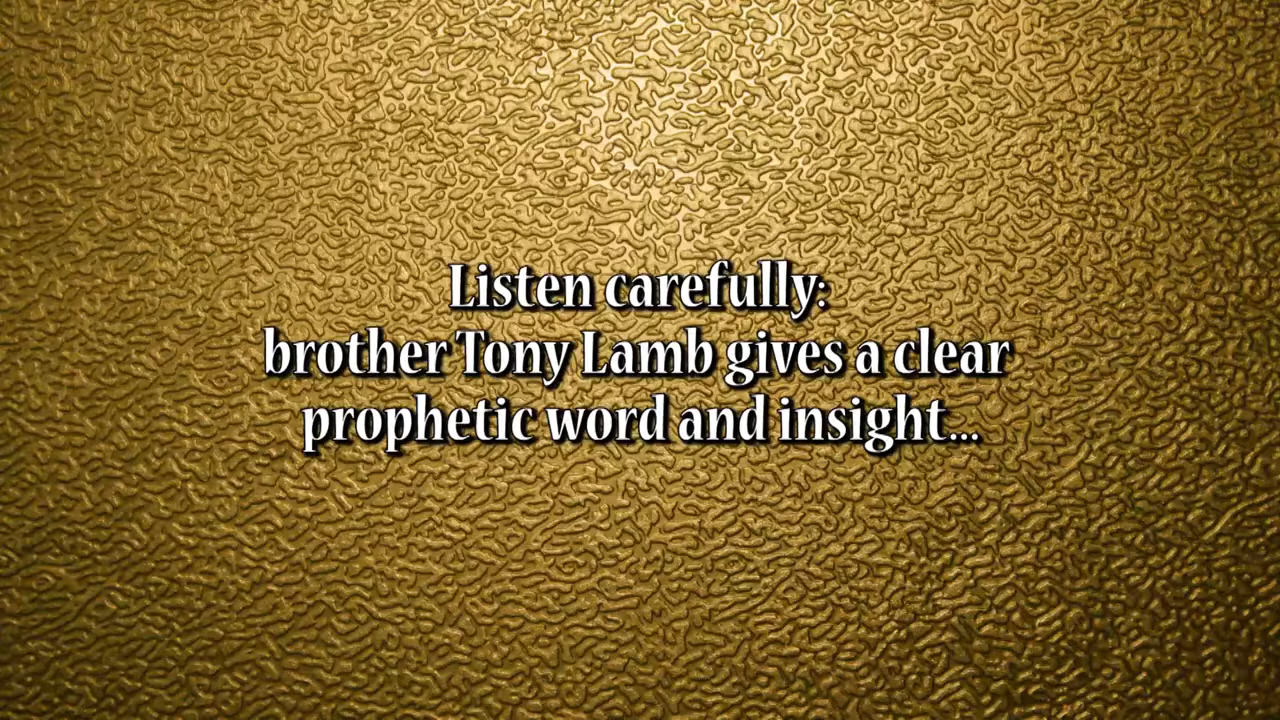 Listen carefully:
brother Tony Lamb gives a clear
prophetic word and insight...